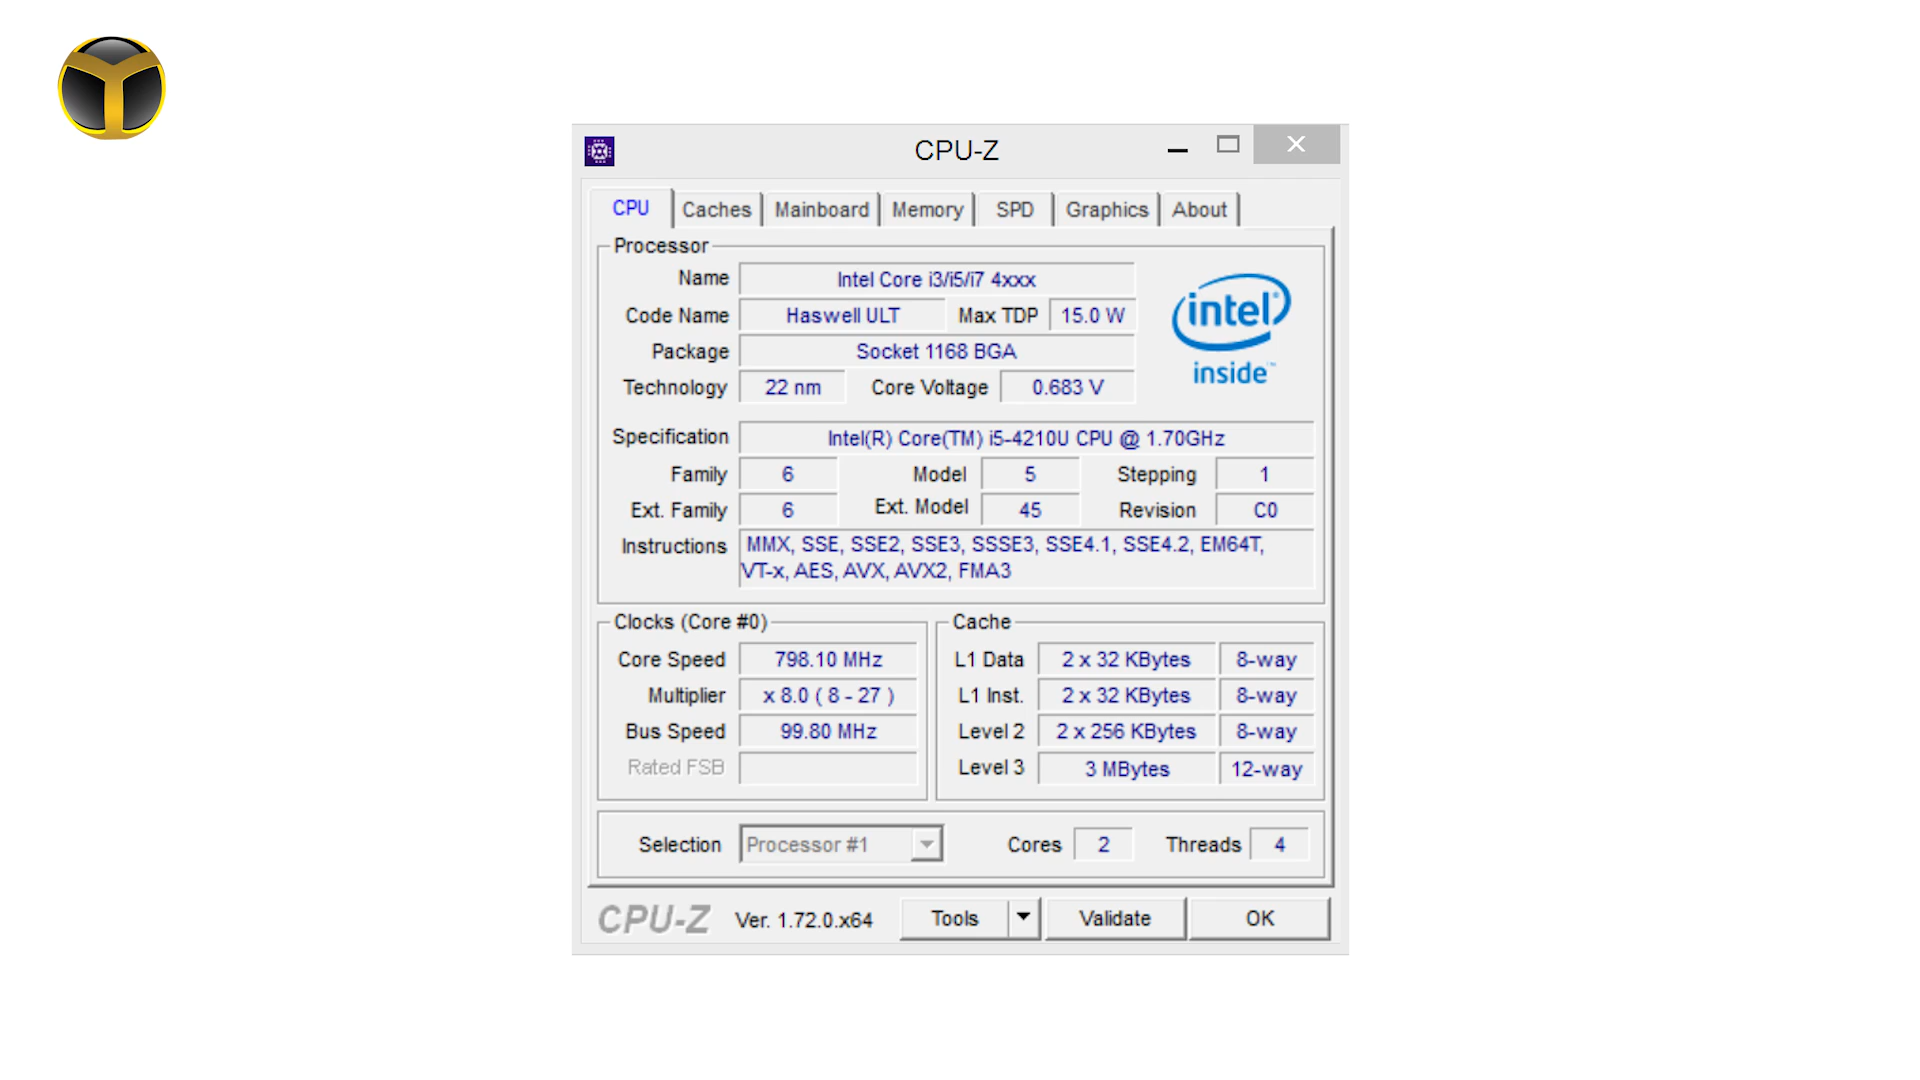 CPU-Z
CPU Caches Mainboard Memory SPD Graphics About
Processor
Name Intel Core i3/i5/i7 4xxx
Code Name Haswell ULT Max TDP 15.0 W
Package Socket 1168 BGA
Technology 22 nm Core Voltage 0.683 V
intel®
inside™
Specification Intel(R) Core(TM) i5-4210U CPU @ 1.70GHz
Family 6 Model 5 Stepping 1
Ext. Family 6 Ext. Model 45 Revision C0
Instructions MMX, SSE, SSE2, SSE3, SSSE3, SSE4.1, SSE4.2, EM64T,
VT-x, AES, AVX, AVX2, FMA3
Clocks (Core #0)
Core Speed 798.10 MHz
Multiplier x 8.0 ( 8 - 27 )
Bus Speed 99.80 MHz
Rated FSB
Cache
L1 Data 2 x 32 KBytes 8-way
L1 Inst. 2 x 32 KBytes 8-way
Level 2 2 x 256 KBytes 8-way
Level 3 3 MBytes 12-way
Selection Processor #1 Cores 2 Threads 4
CPU-Z Ver. 1.72.0.x64 Tools Validate OK